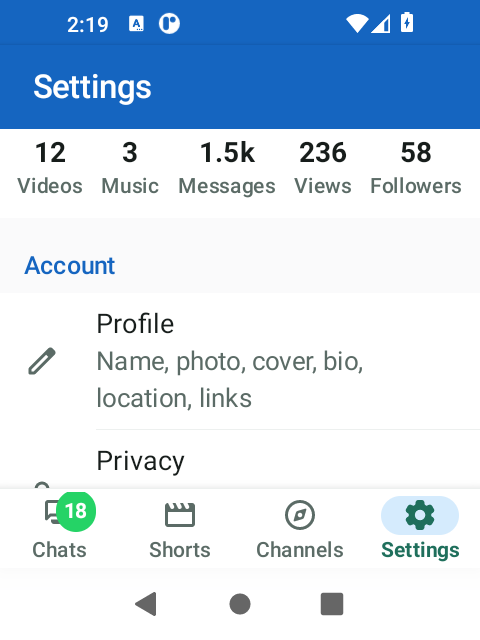 2:19
Settings
12 3 1.5k 236 58
Videos Music Messages Views Followers
Account
Profile
Name, photo, cover, bio,
location, links
Privacy
18
Chats Shorts Channels Settings